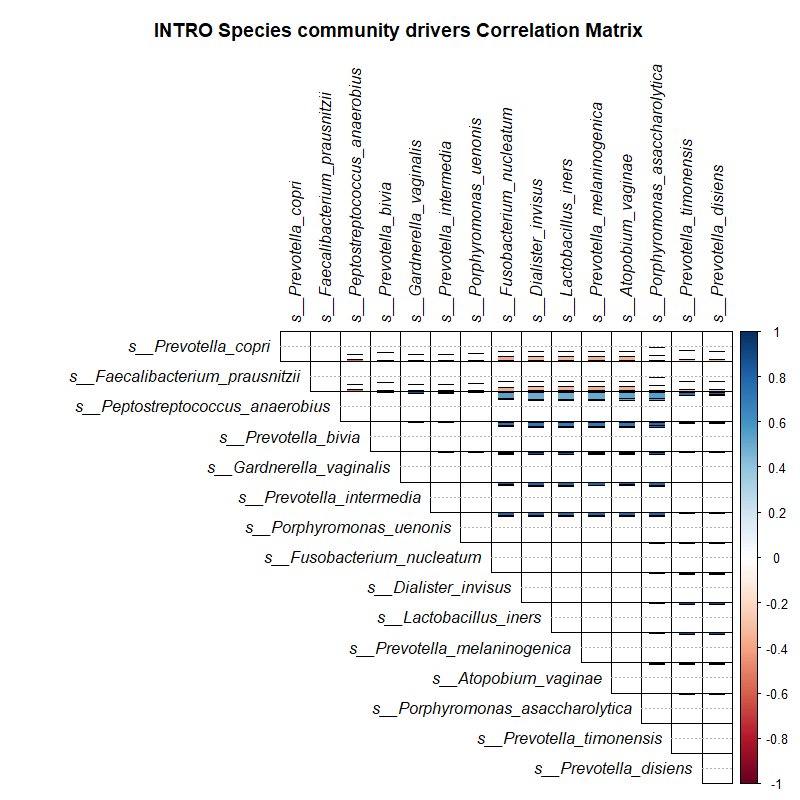 INTRO Species community drivers Correlation Matrix
s__Prevotella_copri
s__Faecalibacterium_prausnitzii
s__Peptostreptococcus_anaerobius
s__Prevotella_bivia
s__Gardnerella_vaginalis
s__Prevotella_intermedia
s__Porphyromonas_uenonis
s__Fusobacterium_nucleatum
s__Dialister_invisus
s__Lactobacillus_iners
s__Prevotella_melaninogenica
s__Atopobium_vaginae
s__Porphyromonas_asaccharolytica
s__Prevotella_timonensis
s__Prevotella_disiens
s__Prevotella_copri
s__Faecalibacterium_prausnitzii
s__Peptostreptococcus_anaerobius
s__Prevotella_bivia
s__Gardnerella_vaginalis
s__Prevotella_intermedia
s__Porphyromonas_uenonis
s__Fusobacterium_nucleatum
s__Dialister_invisus
s__Lactobacillus_iners
s__Prevotella_melaninogenica
s__Atopobium_vaginae
s__Porphyromonas_asaccharolytica
s__Prevotella_timonensis
s__Prevotella_disiens
1
0.8
0.6
0.4
0.2
0
-0.2
-0.4
-0.6
-0.8
-1